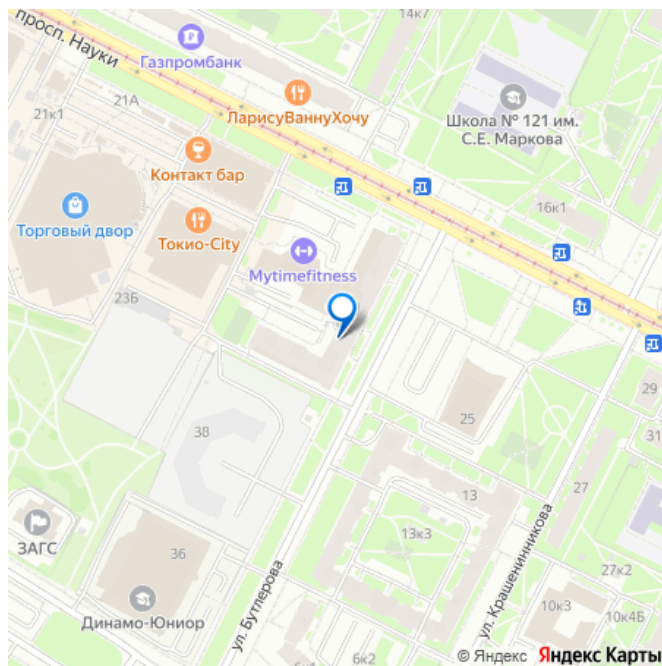 14к7
просп. Науки
Газпромбанк
21А
21к1
ЛарисуВаннуХочу
Школа № 121 им.
С.Е. Маркова
Контакт бар
16к1
Торговый двор
Токио-City
Mytimefitness
23Б
29
25
31
38
13
27
13к3
ЗАГС
36
ул. Крашенинникова
27к2
10к3
10к4Б
Динамо-Юниор
ул. Бутлерова
6к2
© Яндекс Яндекс Карты